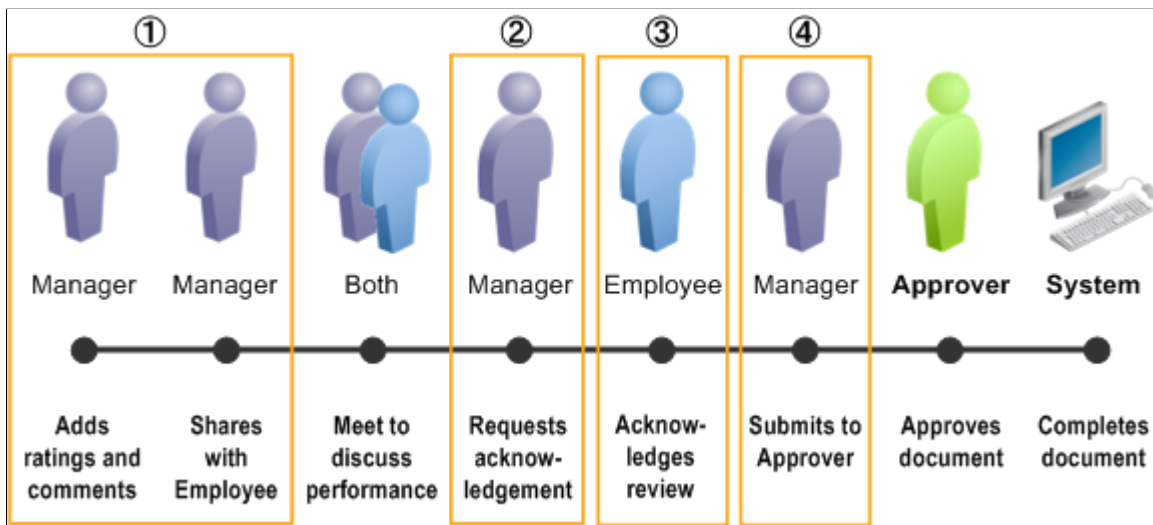 ① ② ③ ④
Manager Manager Both Manager Employee Manager Approver System
Adds
ratings and
comments
Shares
with
Employee
Meet to
discuss
performance
Requests
acknow-
ledgement
Acknow-
ledges
review
Submits to
Approver
Approves
document
Completes
document